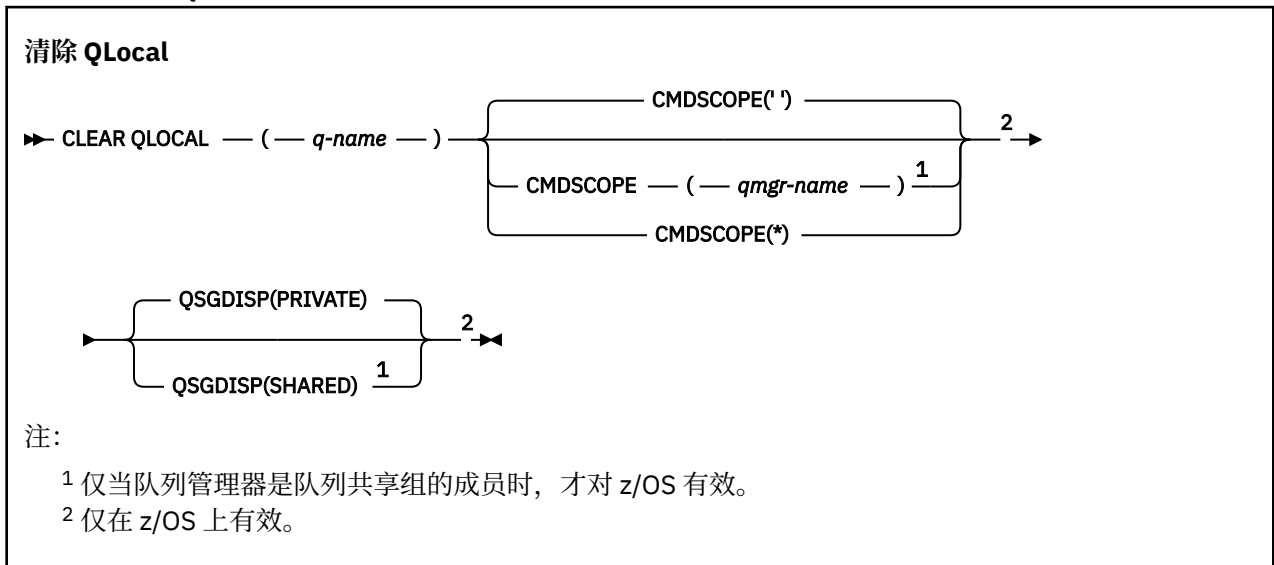 清除 QLocal
CMDSCOPE(' ')
CLEAR QLOCAL ( q-name ) 2
CMDSCOPE ( qmgr-name ) 1
CMDSCOPE(*)
QSGDISP(PRIVATE)
2
QSGDISP(SHARED) 1
注：
1 仅当队列管理器是队列共享组的成员时，才对 z/OS 有效。
2 仅在 z/OS 上有效。